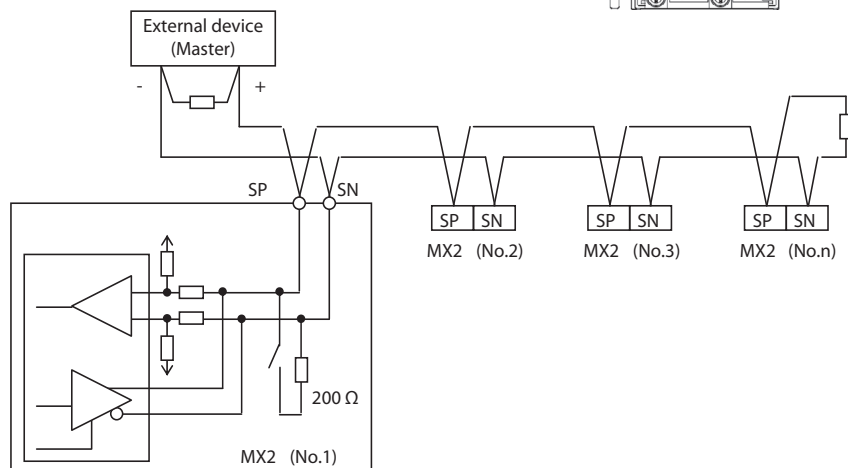 External device
(Master)
- +
SP SN
SP SN SP SN SP SN
MX2 (No.2) MX2 (No.3) MX2 (No.n)
200 Ω
MX2 (No.1)